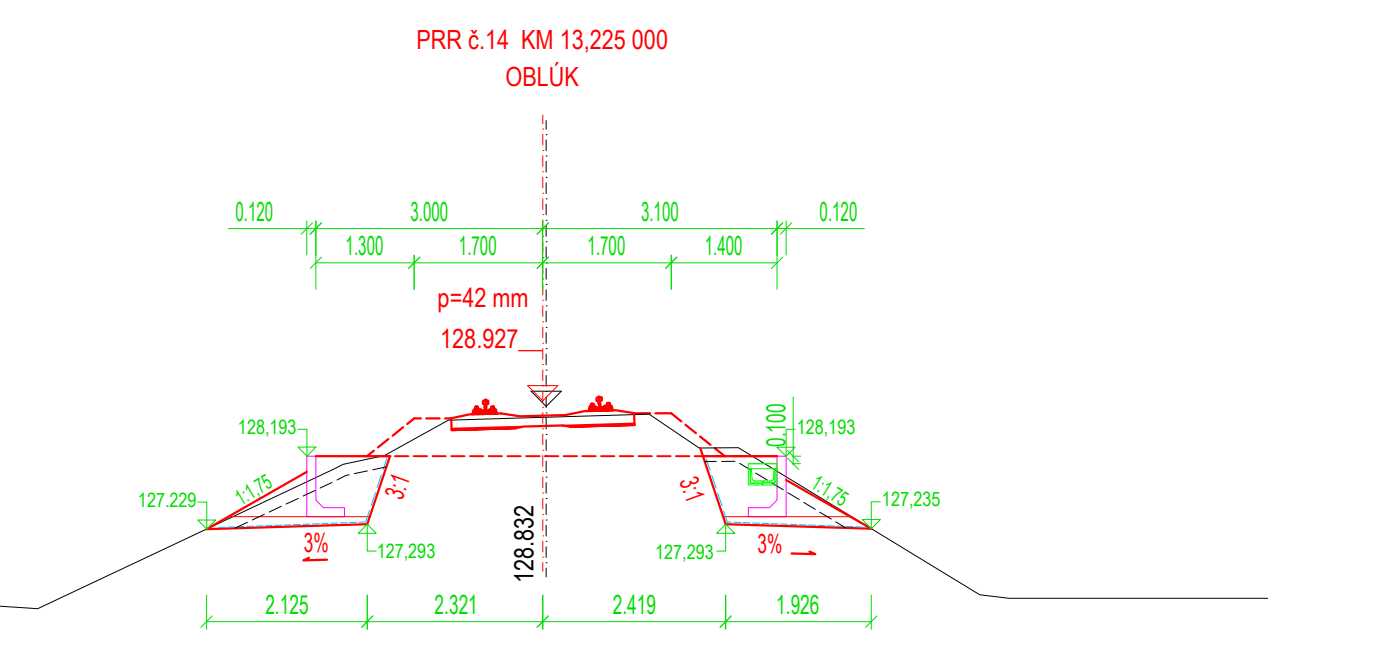 PRR č.14 KM 13,225 000
OBLÚK
0.120 3.000 3.100 0.120
1.300 1.700 1.700 1.400
p=42 mm
128.927
0.100
128,193 128,193
1:1,75 3:1 3:1 1:1,75
127.229 127,235
128.832
3% 127,293 127,293 3%
2.125 2.321 2.419 1.926